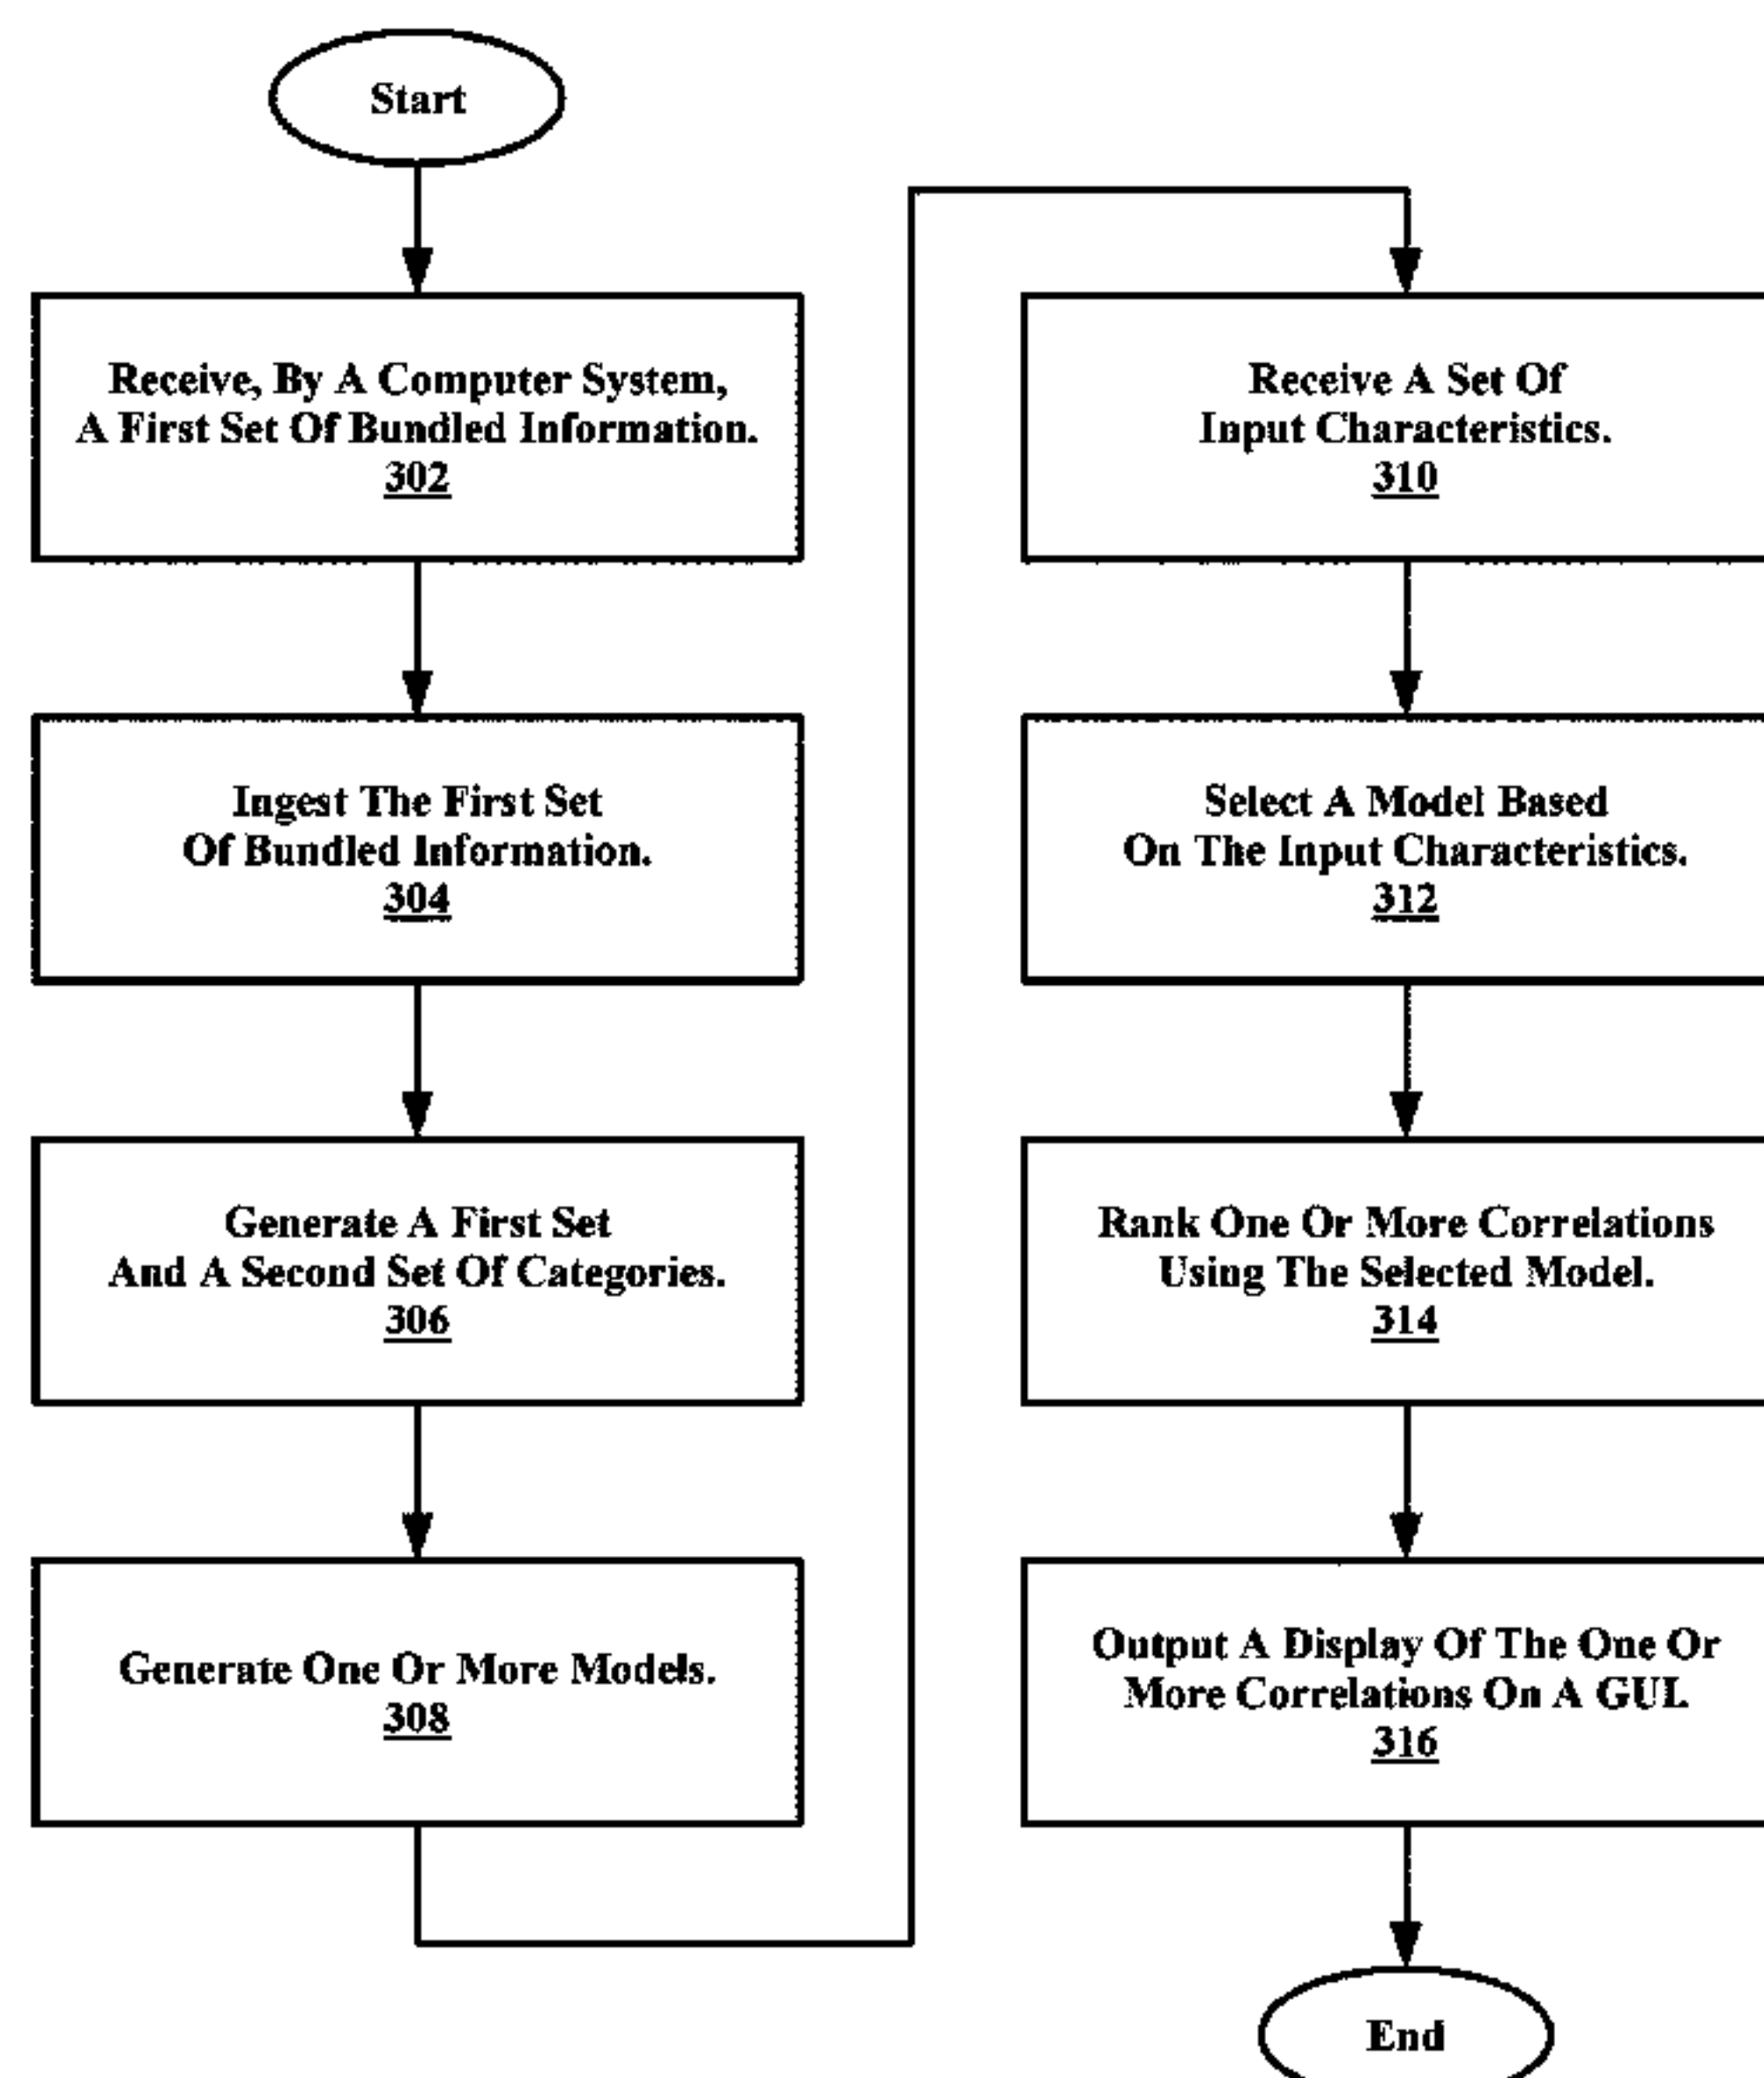 Start
Receive, By A Computer System,
A First Set Of Bundled Information.
302
Ingest The First Set
Of Bundled Information.
304
Generate A First Set
And A Second Set Of Categories.
306
Generate One Or More Models.
308
Receive A Set Of
Input Characteristics.
310
Select A Model Based
On The Input Characteristics.
312
Rank One Or More Correlations
Using The Selected Model.
314
Output A Display Of The One Or
More Correlations On A GUI.
316
End